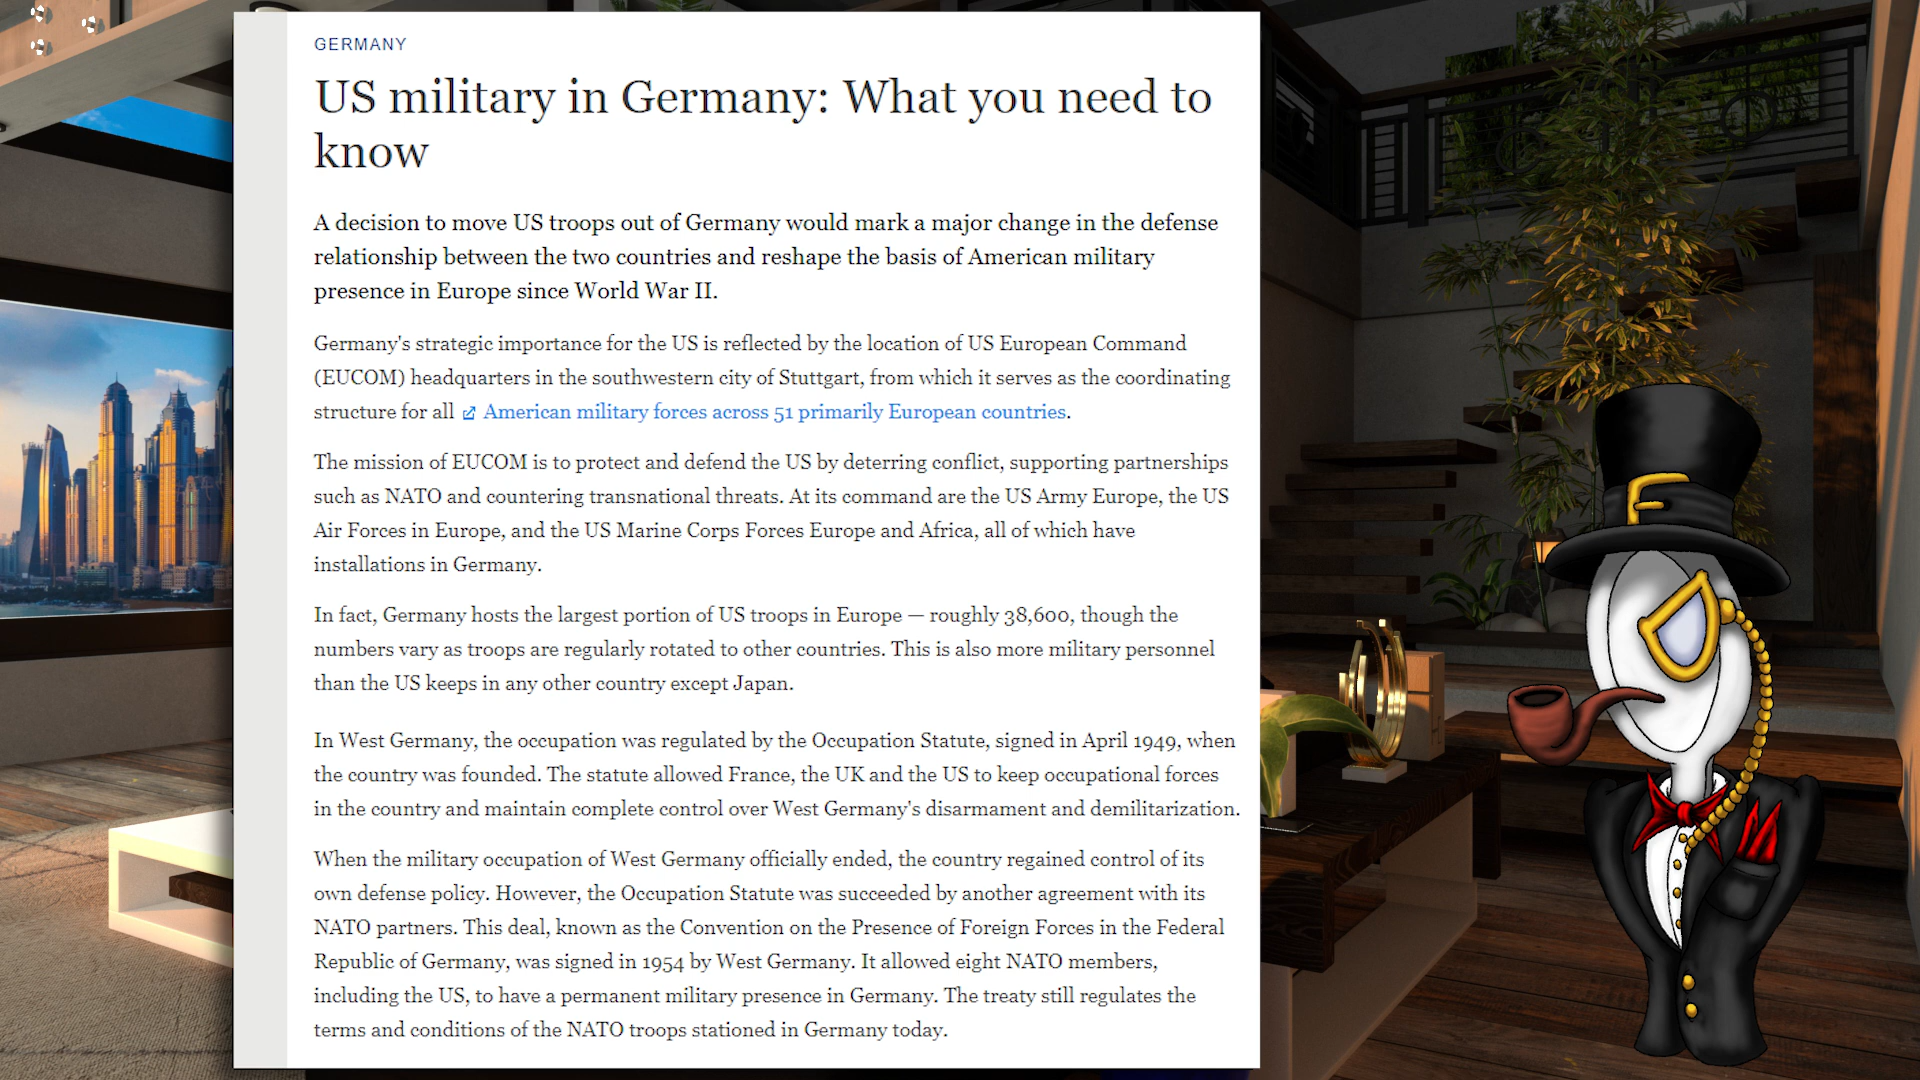 GERMANY
US military in Germany: What you need to
know
A decision to move US troops out of Germany would mark a major change in the defense
relationship between the two countries and reshape the basis of American military
presence in Europe since World War II.
Germany's strategic importance for the US is reflected by the location of US European Command
(EUCOM) headquarters in the southwestern city of Stuttgart, from which it serves as the coordinating
structure for all American military forces across 51 primarily European countries.
The mission of EUCOM is to protect and defend the US by deterring conflict, supporting partnerships
such as NATO and countering transnational threats. At its command are the US Army Europe, the US
Air Forces in Europe, and the US Marine Corps Forces Europe and Africa, all of which have
installations in Germany.
In fact, Germany hosts the largest portion of US troops in Europe — roughly 38,600, though the
numbers vary as troops are regularly rotated to other countries. This is also more military personnel
than the US keeps in any other country except Japan.
In West Germany, the occupation was regulated by the Occupation Statute, signed in April 1949, when
the country was founded. The statute allowed France, the UK and the US to keep occupational forces
in the country and maintain complete control over West Germany's disarmament and demilitarization.
When the military occupation of West Germany officially ended, the country regained control of its
own defense policy. However, the Occupation Statute was succeeded by another agreement with its
NATO partners. This deal, known as the Convention on the Presence of Foreign Forces in the Federal
Republic of Germany, was signed in 1954 by West Germany. It allowed eight NATO members,
including the US, to have a permanent military presence in Germany. The treaty still regulates the
terms and conditions of the NATO troops stationed in Germany today.